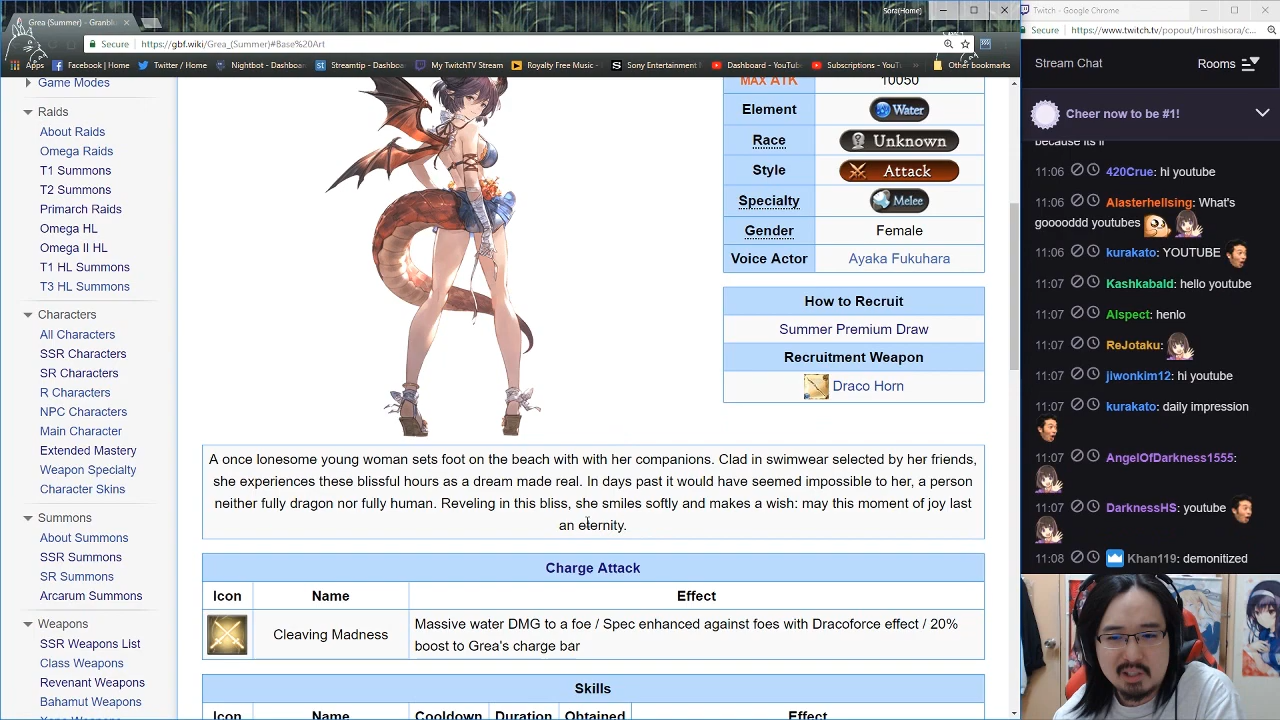 Grea (Summer) - Granblu
Sora(Home)
Twitch - Google Chrome
Secure
https://gbf.wiki/Grea_(Summer)#Base%20Art
Secure
https://www.twitch.tv/popout/hiroshisora/c...
Apps
Facebook | Home
Twitter / Home
Nightbot - Dashboa
Streamtip - Dashboa
My TwitchTV Stream
Royalty Free Music -
Sony Entertainment
Dashboard - YouTub
Subscriptions - YouTu
Other bookmarks
Stream Chat
Rooms
Cheer now to be #1!
Game Modes
Raids
About Raids
Omega Raids
T1 Summons
T2 Summons
Primarch Raids
Omega HL
Omega II HL
T1 HL Summons
T3 HL Summons
Characters
All Characters
SSR Characters
SR Characters
R Characters
NPC Characters
Main Character
Extended Mastery
Weapon Specialty
Character Skins
Summons
About Summons
SSR Summons
SR Summons
Arcarum Summons
Weapons
SSR Weapons List
Class Weapons
Revenant Weapons
Bahamut Weapons
MAX ATK 10050
Element Water
Race Unknown
Style Attack
Specialty Melee
Gender Female
Voice Actor Ayaka Fukuhara
How to Recruit
Summer Premium Draw
Recruitment Weapon
Draco Horn
A once lonesome young woman sets foot on the beach with with her companions. Clad in swimwear selected by her friends,
she experiences these blissful hours as a dream made real. In days past it would have seemed impossible to her, a person
neither fully dragon nor fully human. Reveling in this bliss, she smiles softly and makes a wish: may this moment of joy last
an eternity.
Charge Attack
Icon Name Effect
Cleaving Madness
Massive water DMG to a foe / Spec enhanced against foes with Dracoforce effect / 20%
boost to Grea's charge bar
Skills
Icon Name Cooldown Duration Obtained Effect
because its li
11:06 420Crue: hi youtube
11:06 Alasterhellsing: What's
gooooddd youtubes
11:06 kurakato: YOUTUBE
11:07 Kashkabald: hello youtube
11:07 Alspect: henlo
11:07 ReJotaku:
11:07 jiwonkim12: hi youtube
11:07 kurakato: daily impression
11:07 AngelOfDarkness1555:
11:07 DarknessHS: youtube
11:08 Khan119: demonitized